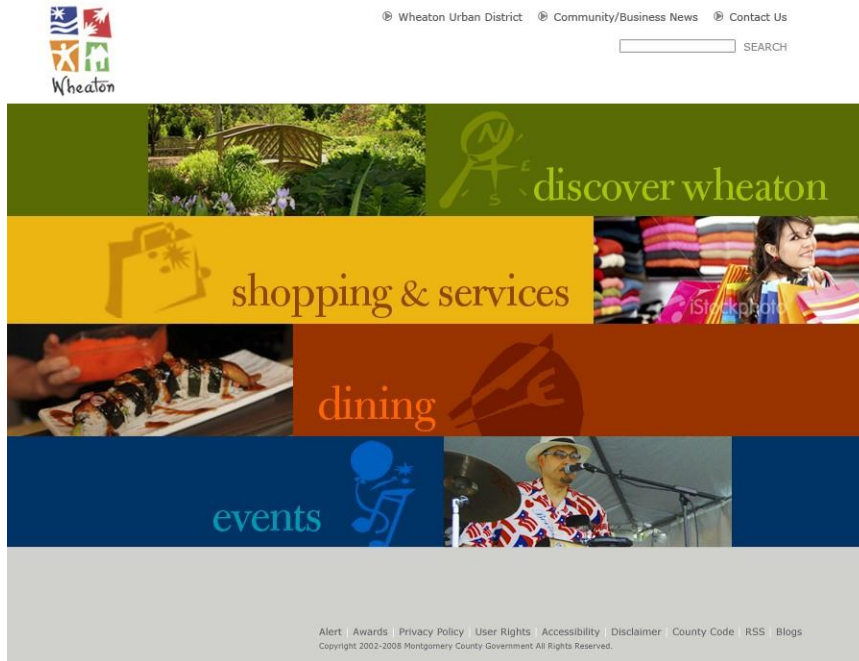 Wheaton Urban District Community/Business News Contact Us
SEARCH
Wheaton
N
E
S
discover wheaton
shopping & services
iStockphoto
dining
events
Alert | Awards | Privacy Policy | User Rights | Accessibility | Disclaimer | County Code | RSS | Blogs
Copyright 2002-2008 Montgomery County Government All Rights Reserved.